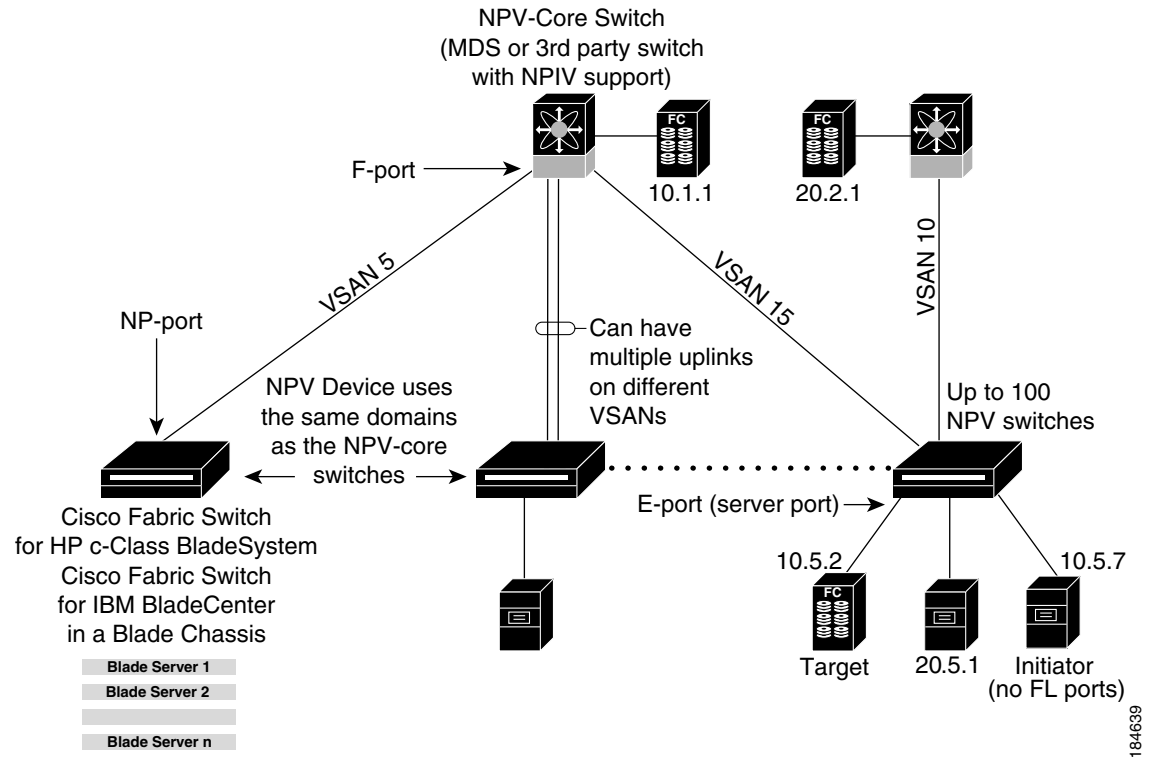 NPV-Core Switch
(MDS or 3rd party switch
with NPIV support)
FC
FC
F-port
10.1.1
20.2.1
VSAN 5
VSAN 15
VSAN 10
NP-port
Can have
multiple uplinks
on different
VSANs
NPV Device uses
the same domains
as the NPV-core
switches
Up to 100
NPV switches
E-port (server port)
Cisco Fabric Switch
for HP c-Class BladeSystem
Cisco Fabric Switch
for IBM BladeCenter
in a Blade Chassis
Blade Server 1
Blade Server 2
Blade Server n
10.5.2
10.5.7
FC
Target
20.5.1
Initiator
(no FL ports)
184639